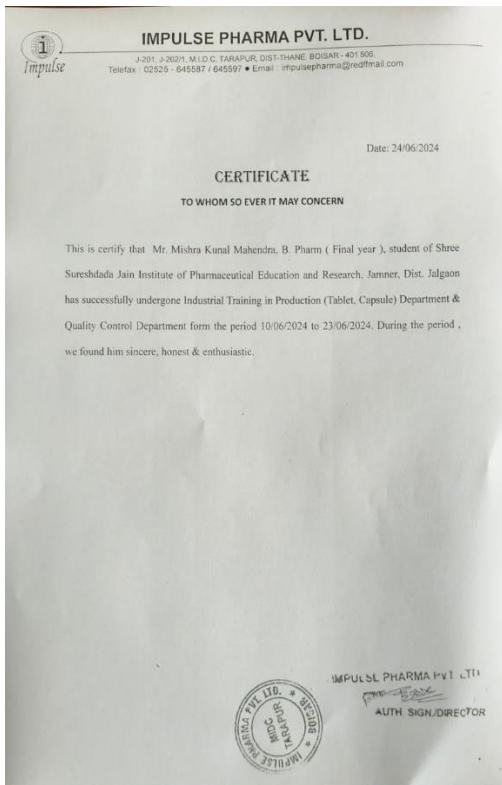 IMPULSE PHARMA PVT. LTD.
i
Impulse
J-201, J-202/1, M.I.D.C. TARAPUR, DIST-THANE. BOISAR - 401 506.
Telefax : 02525 - 645587 / 645597 ● Email : impulsepharma@rediffmail.com
Date: 24/06/2024
CERTIFICATE
TO WHOM SO EVER IT MAY CONCERN
This is certify that Mr. Mishra Kunal Mahendra, B. Pharm ( Final year ), student of Shree
Sureshdada Jain Institute of Pharmaceutical Education and Research, Jamner, Dist. Jalgaon
has successfully undergone Industrial Training in Production (Tablet, Capsule) Department &
Quality Control Department form the period 10/06/2024 to 23/06/2024. During the period ,
we found him sincere, honest & enthusiastic.
IMPULSE PHARMA PVT. LTD
AUTH SIGN./DIRECTOR
IMPULSE PHARMA PVT. LTD. * BOISAR *
MIDC
TARAPUR